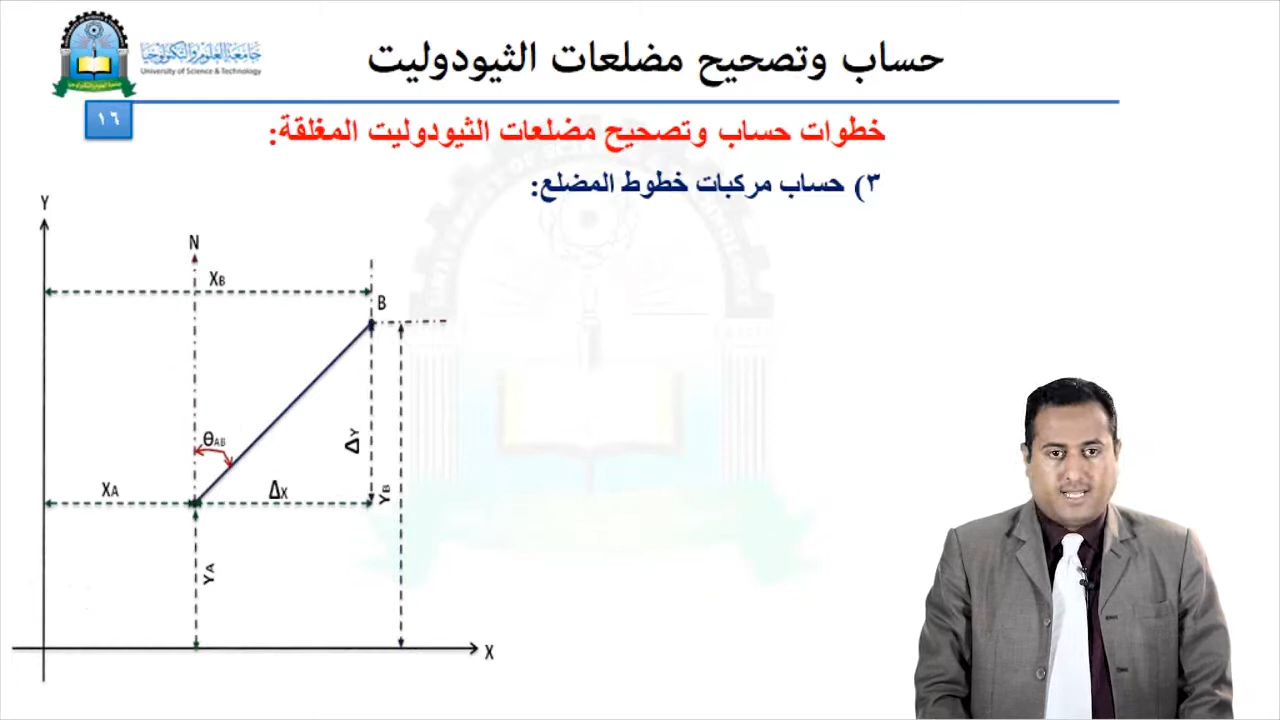 جامعة العلوم والتكنولوجيا
University of Science & Technology
حساب وتصحيح مضلعات الثيودوليت
١٦
خطوات حساب وتصحيح مضلعات الثيودوليت المغلقة:
٣) حساب مركبات خطوط المضلع:
Y
N
XB
B
θAB
ΔY
XA
ΔX
YB
YA
X